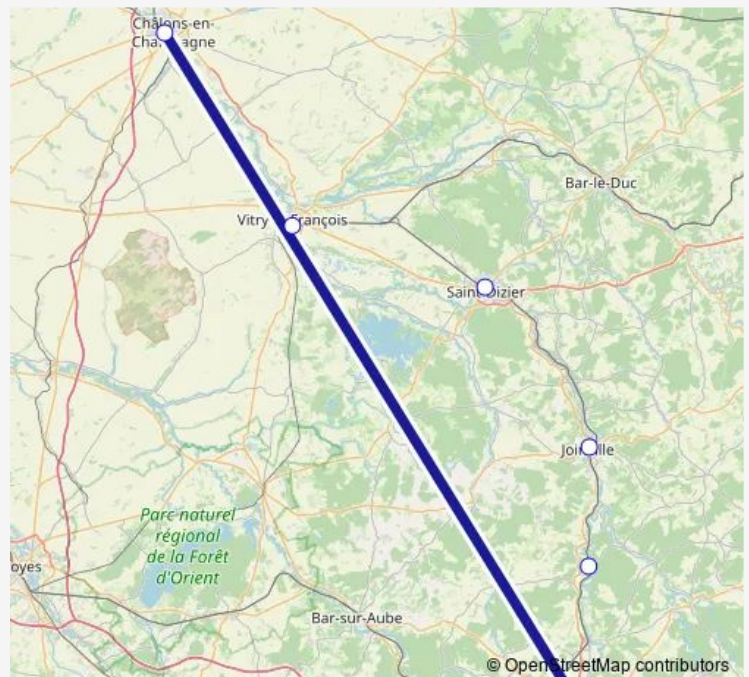 Châlons-en-
Champagne
Bar-le-Duc
Vitry François
Saint-Dizier
Joinville
Parc naturel
régional
de la Forêt
d'Orient
oyes
Bar-sur-Aube
© OpenStreetMap contributors